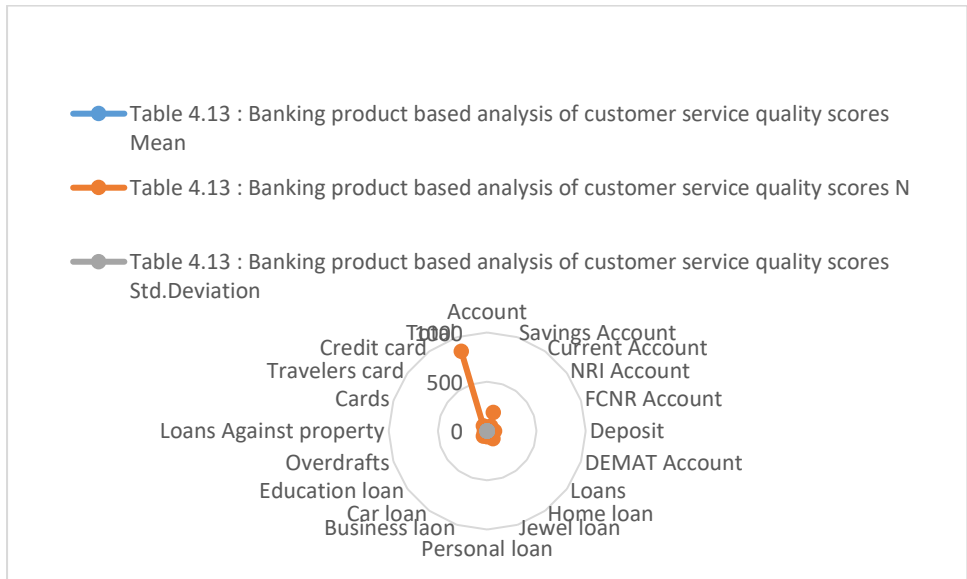 Table 4.13 : Banking product based analysis of customer service quality scores
Mean
Table 4.13 : Banking product based analysis of customer service quality scores N
Table 4.13 : Banking product based analysis of customer service quality scores
Std.Deviation
Account
Savings Account
Current Account
NRI Account
FCNR Account
Deposit
DEMAT Account
Loans
Home loan
Jewel loan
Personal loan
Business laon
Car loan
Education loan
Overdrafts
Loans Against property
Cards
Travelers card
Credit card
Total
1000
500
0